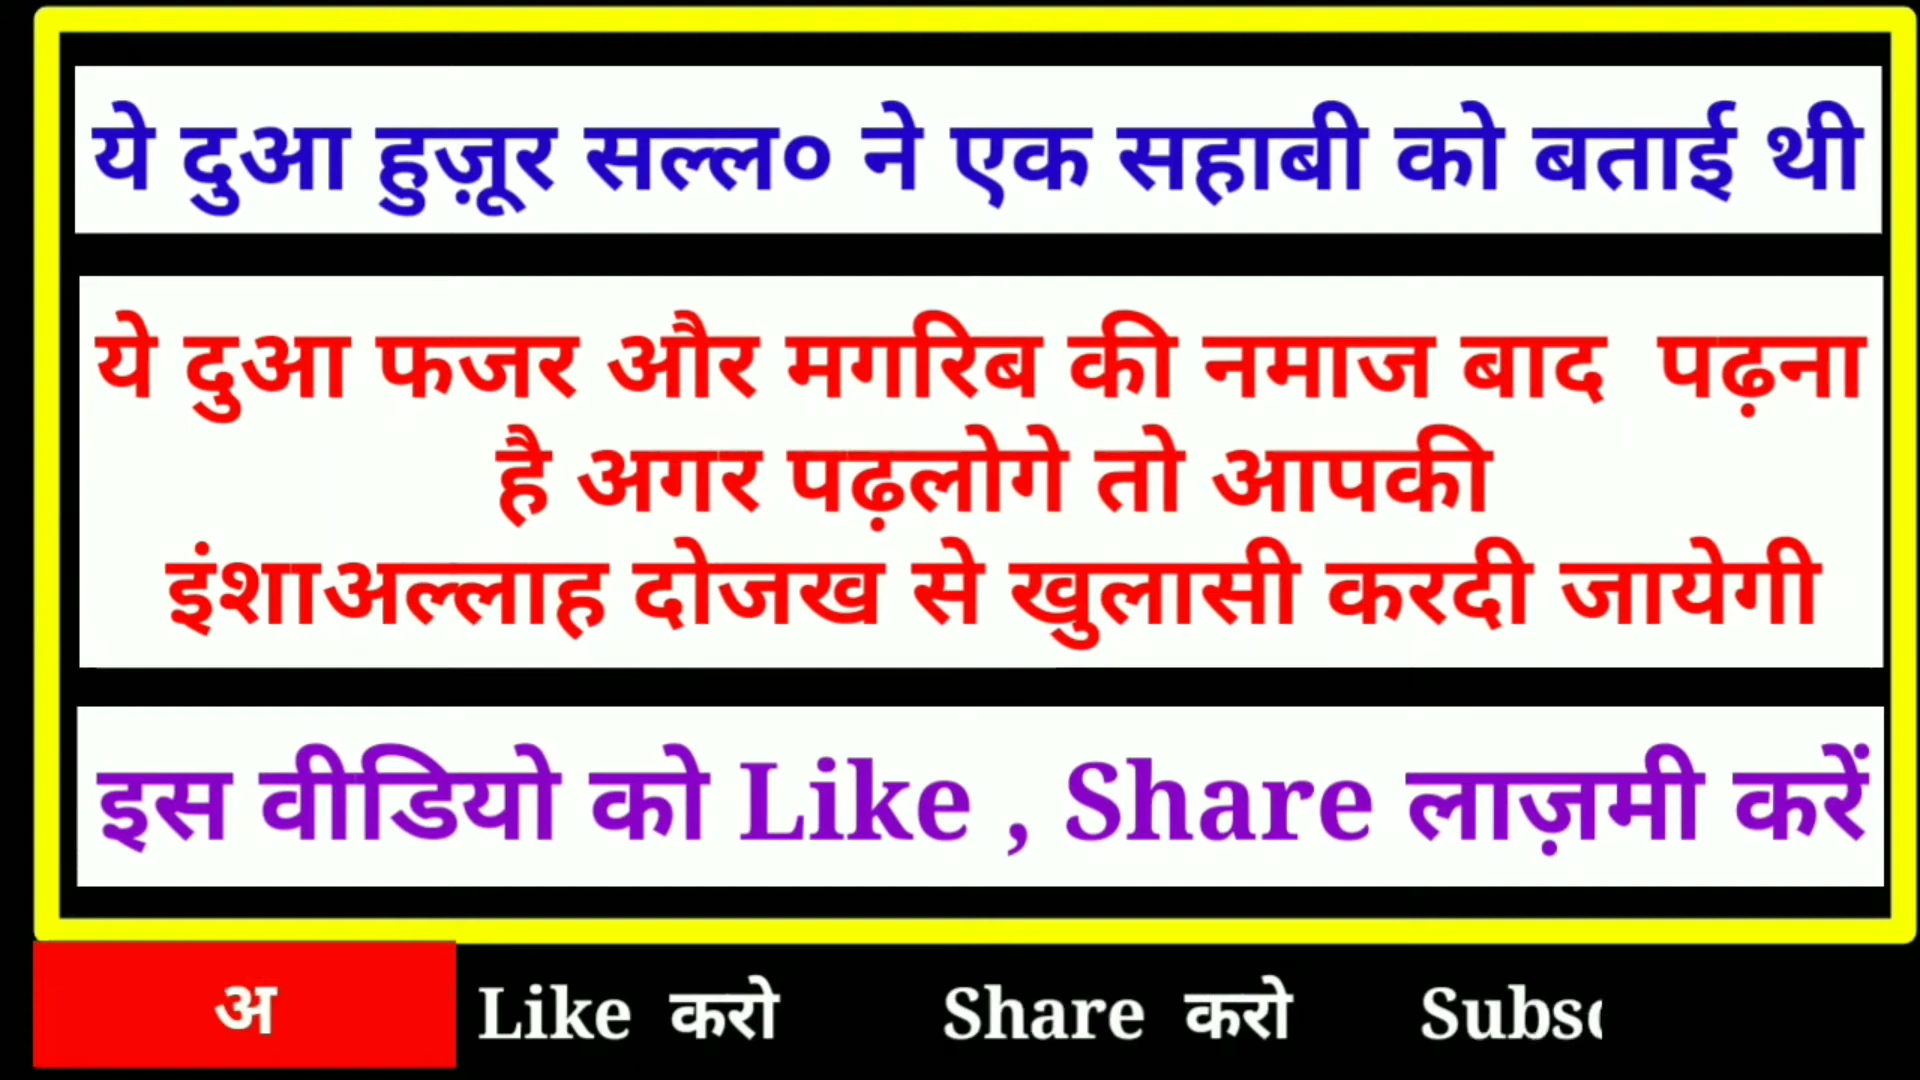 ये दुआ हुज़ूर सल्ल० ने एक सहाबी को बताई थी
ये दुआ फजर और मगरिब की नमाज बाद पढ़ना
है अगर पढ़लोगे तो आपकी
इंशाअल्लाह दोजख से खुलासी करदी जायेगी
इस वीडियो को Like , Share लाज़मी करें
अ
Like करो Share करो